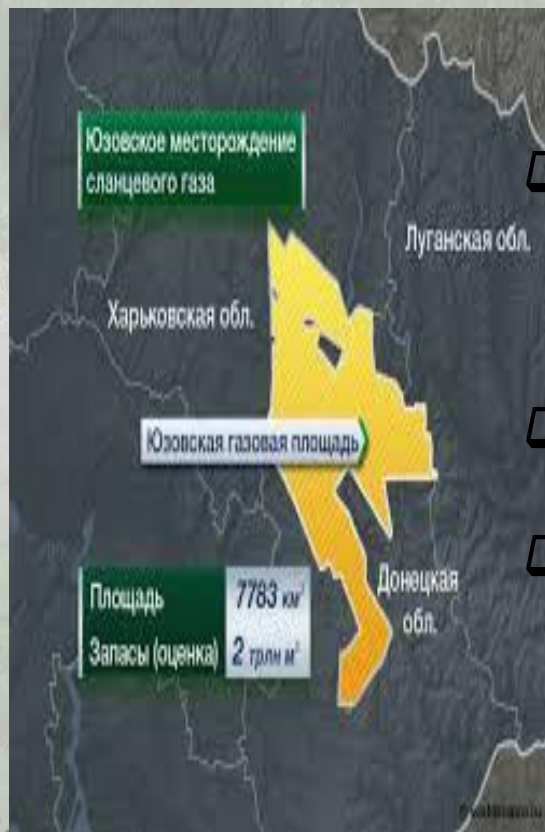 Юзовское месторождение
сланцевого газа
Луганская обл.
Харьковская обл.
Юзовская газовая площадь
Донецкая
обл.
Площадь 7783 км²
Запасы (оценка) 2 трлн м³